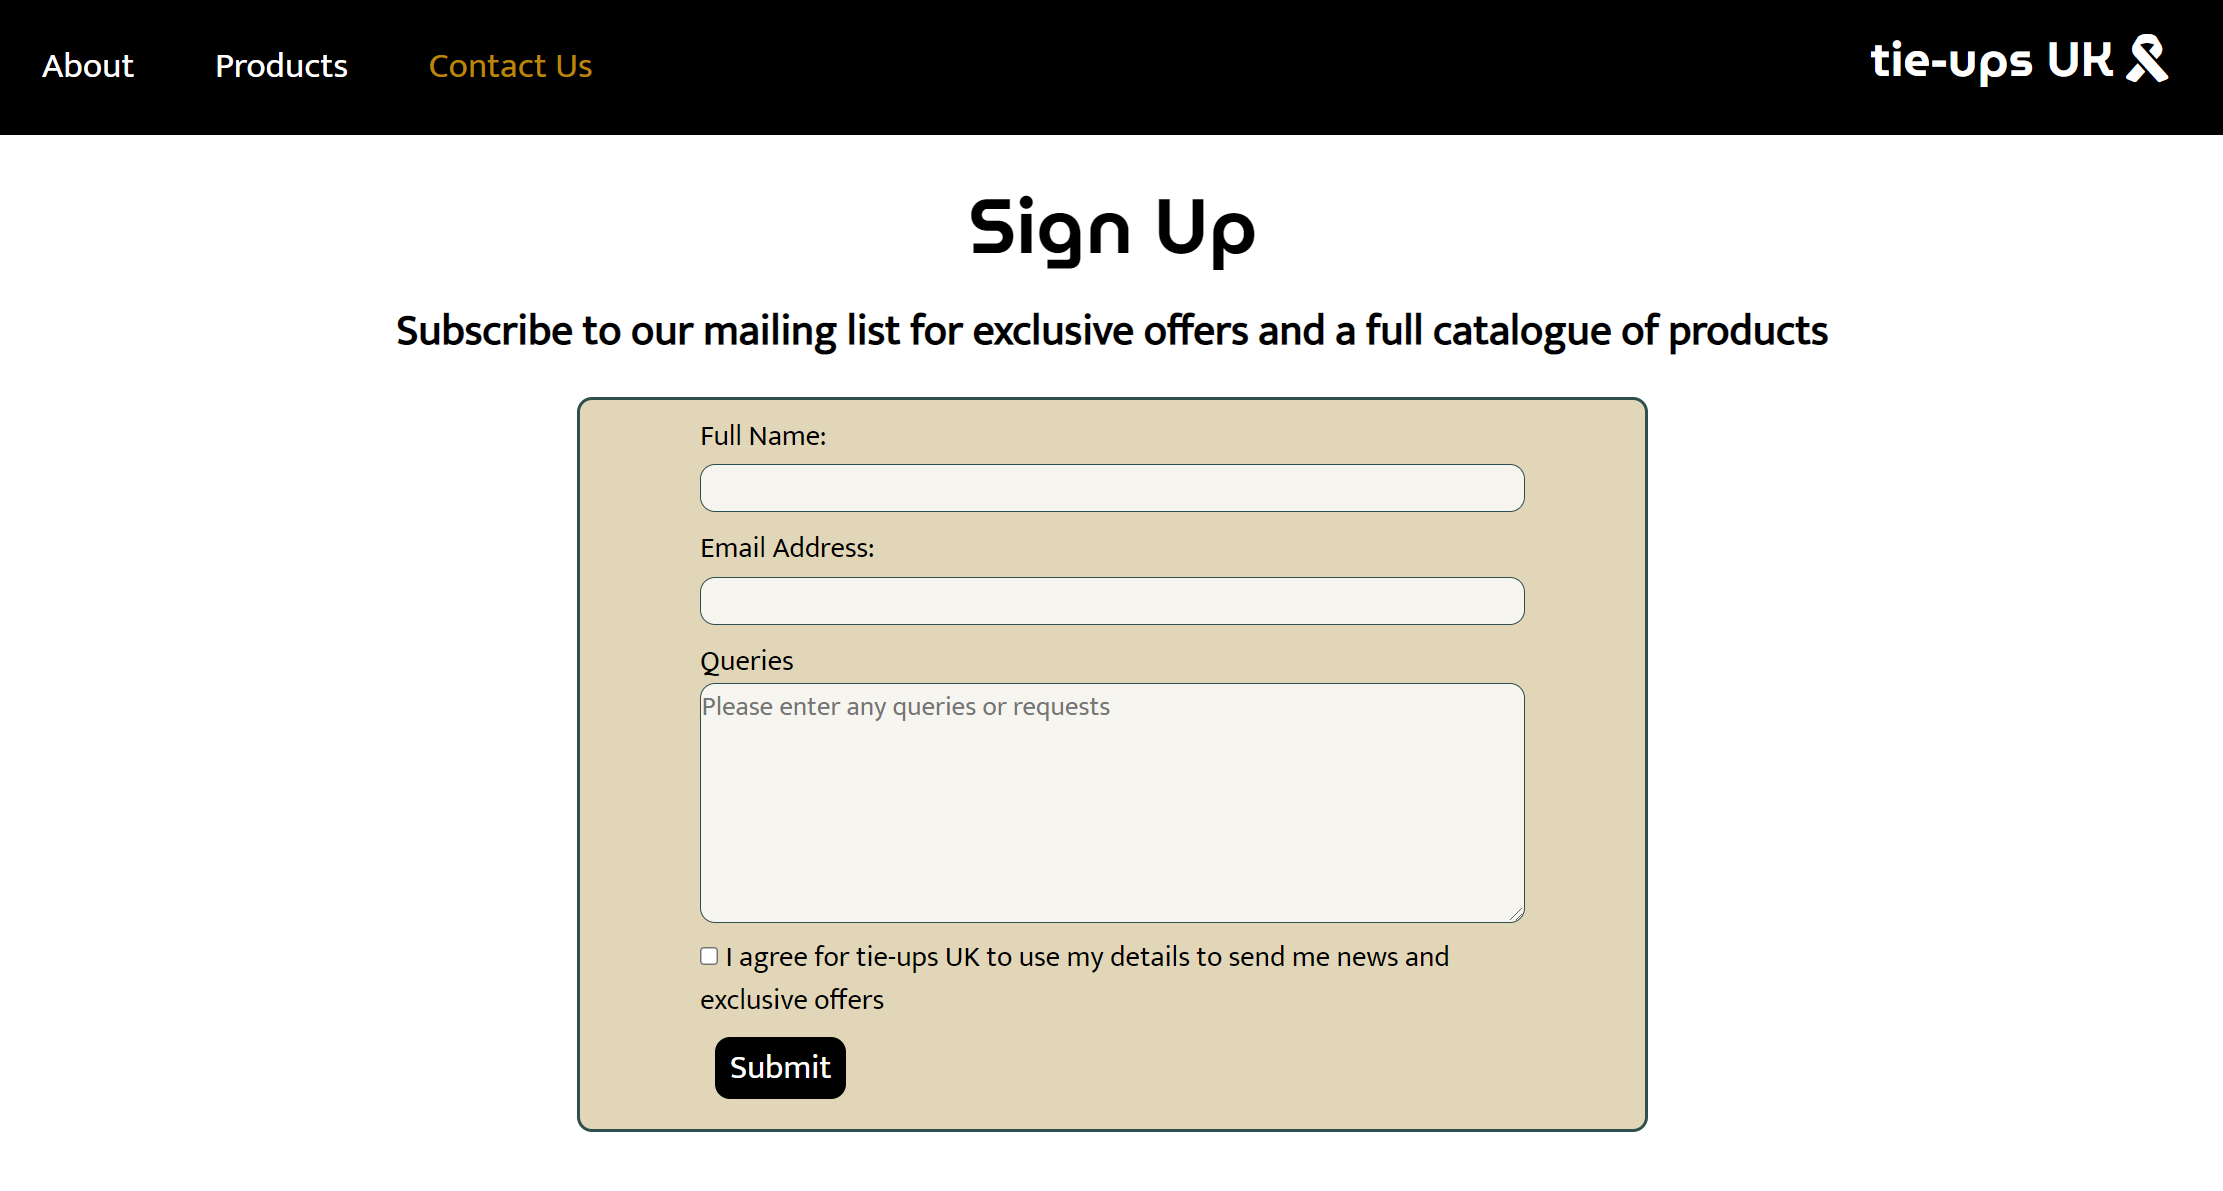 About
Products
Contact Us
tie-ups UK
Sign Up
Subscribe to our mailing list for exclusive offers and a full catalogue of products
Full Name:
Email Address:
Queries
Please enter any queries or requests
I agree for tie-ups UK to use my details to send me news and
exclusive offers
Submit